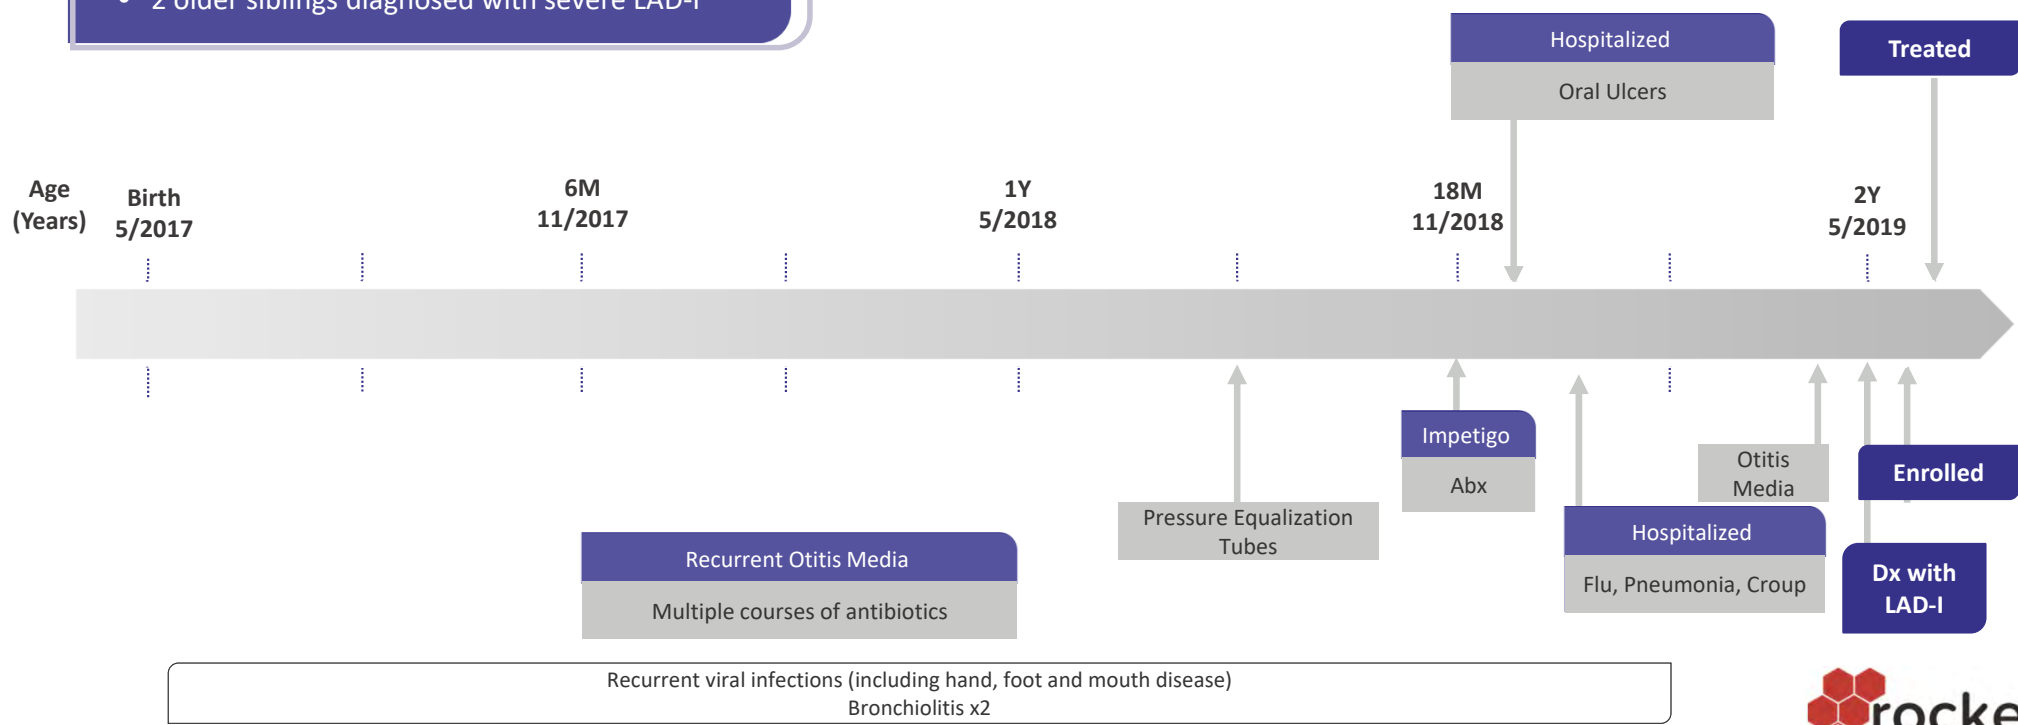 • 2 older siblings diagnosed with severe LAD-I
Hospitalized
Oral Ulcers
Treated
Age
(Years)
Birth
5/2017
6M
11/2017
1Y
5/2018
18M
11/2018
2Y
5/2019
Impetigo
Abx
Pressure Equalization
Tubes
Otitis
Media
Enrolled
Hospitalized
Flu, Pneumonia, Croup
Dx with
LAD-I
Recurrent Otitis Media
Multiple courses of antibiotics
Recurrent viral infections (including hand, foot and mouth disease)
Bronchiolitis x2
rocke